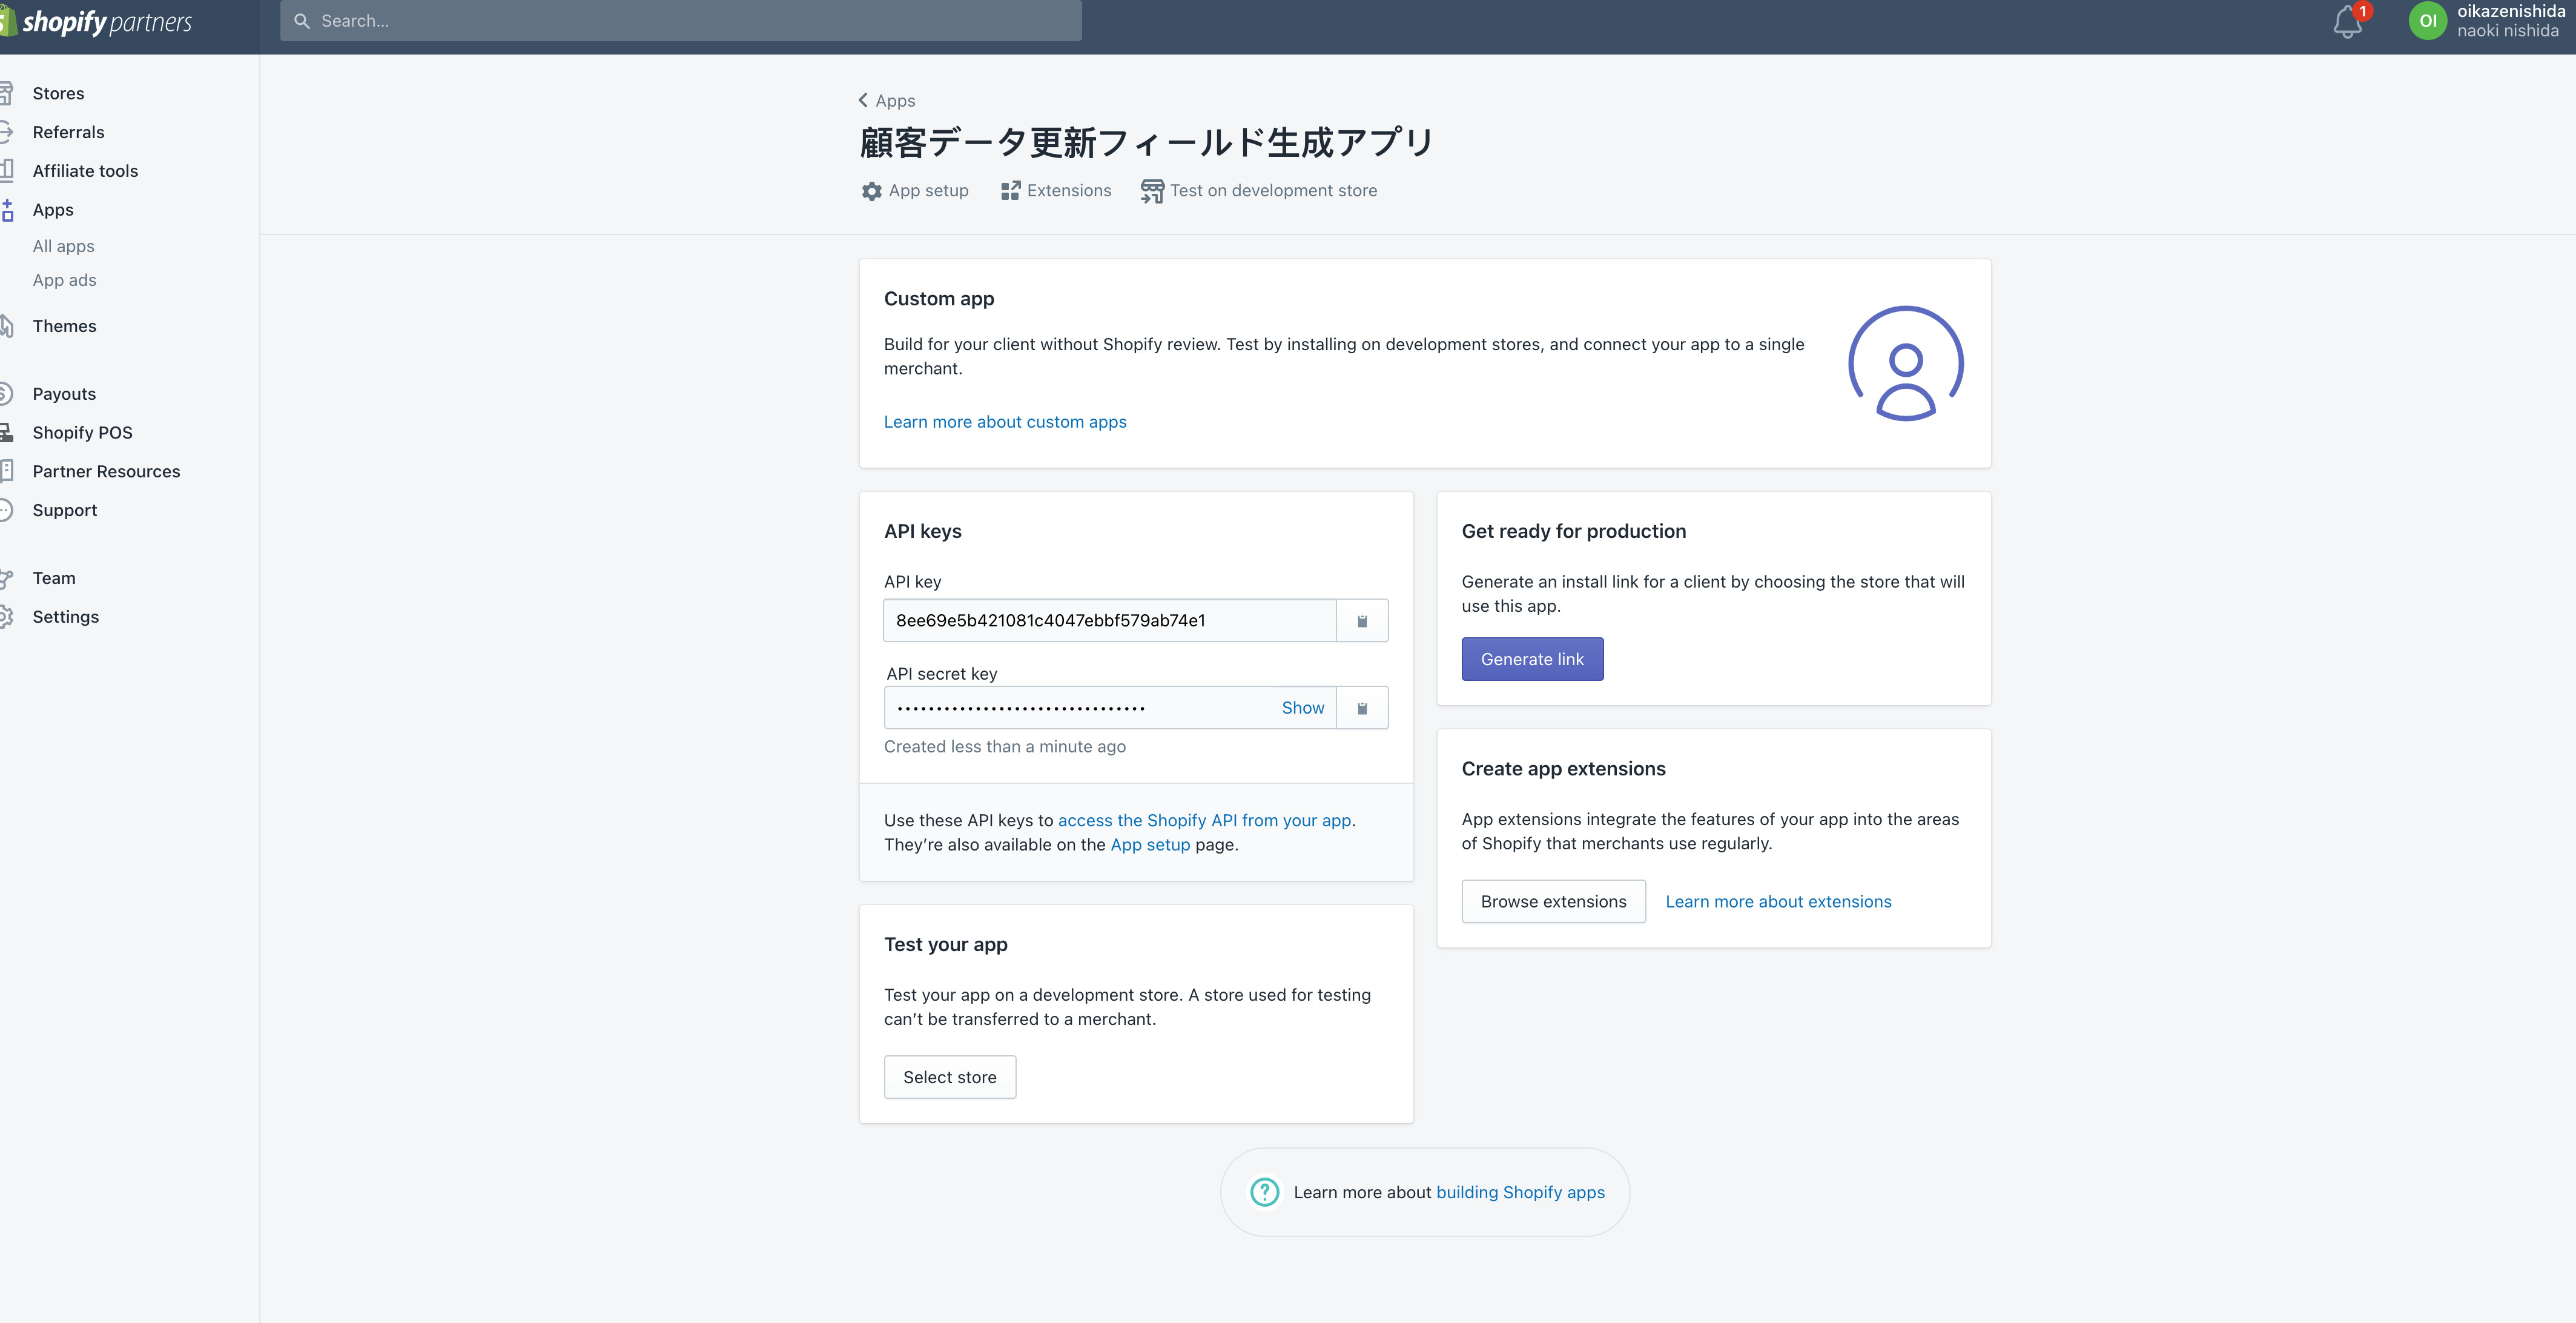 shopify partners
Search...
1
OI
oikazenishida
naoki nishida
Stores
Referrals
Affiliate tools
Apps
All apps
App ads
Themes
Payouts
Shopify POS
Partner Resources
Support
Team
Settings
Apps
顧客データ更新フィールド生成アプリ
App setup
Extensions
Test on development store
Custom app
Build for your client without Shopify review. Test by installing on development stores, and connect your app to a single
merchant.
Learn more about custom apps
API keys
API key
8ee69e5b421081c4047ebbf579ab74e1
API secret key
••••••••••••••••••••••••••••••••
Show
Created less than a minute ago
Use these API keys to access the Shopify API from your app.
They’re also available on the App setup page.
Test your app
Test your app on a development store. A store used for testing
can’t be transferred to a merchant.
Select store
Get ready for production
Generate an install link for a client by choosing the store that will
use this app.
Generate link
Create app extensions
App extensions integrate the features of your app into the areas
of Shopify that merchants use regularly.
Browse extensions
Learn more about extensions
Learn more about building Shopify apps